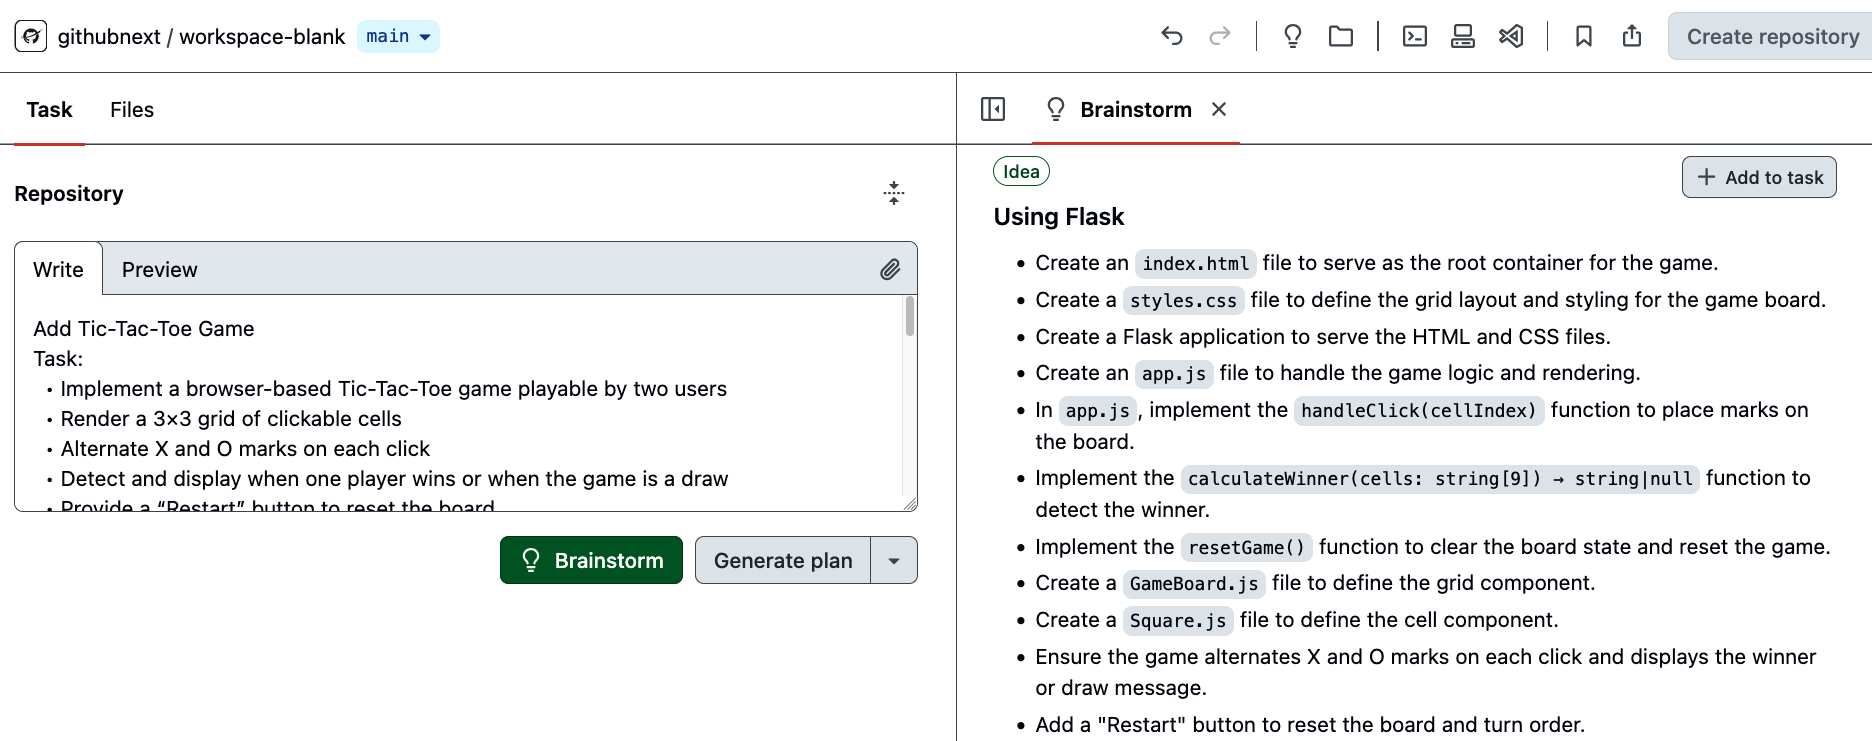 githubnext / workspace-blank main
Create repository
Task Files
Repository
Write Preview
Add Tic-Tac-Toe Game
Task:
• Implement a browser-based Tic-Tac-Toe game playable by two users
• Render a 3×3 grid of clickable cells
• Alternate X and O marks on each click
• Detect and display when one player wins or when the game is a draw
• Provide a “Restart” button to reset the board
Brainstorm Generate plan
Brainstorm
Idea
Add to task
Using Flask
• Create an index.html file to serve as the root container for the game.
• Create a styles.css file to define the grid layout and styling for the game board.
• Create a Flask application to serve the HTML and CSS files.
• Create an app.js file to handle the game logic and rendering.
• In app.js, implement the handleClick(cellIndex) function to place marks on
the board.
• Implement the calculateWinner(cells: string[9]) → string|null function to
detect the winner.
• Implement the resetGame() function to clear the board state and reset the game.
• Create a GameBoard.js file to define the grid component.
• Create a Square.js file to define the cell component.
• Ensure the game alternates X and O marks on each click and displays the winner
or draw message.
• Add a "Restart" button to reset the board and turn order.